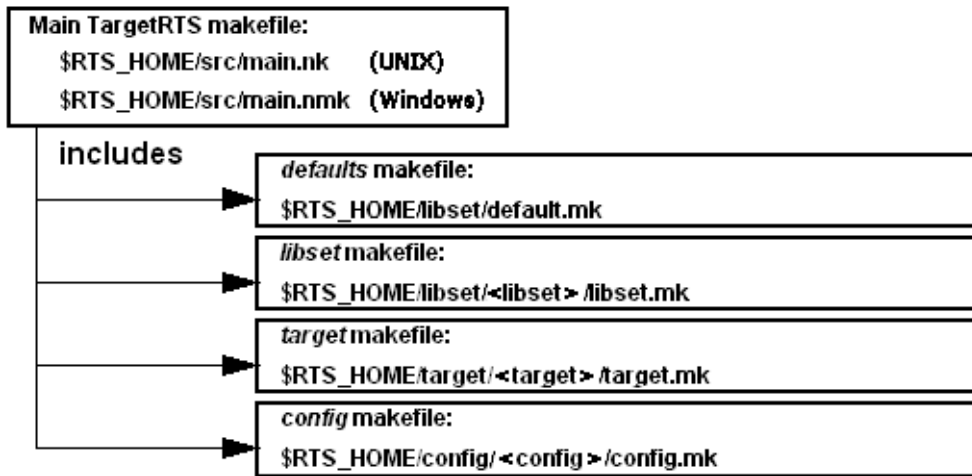 Main TargetRTS makefile:
$RTS_HOME/src/main.nk (UNIX)
$RTS_HOME/src/main.nmk (Windows)
includes
defaults makefile:
$RTS_HOME/libset/default.mk
libset makefile:
$RTS_HOME/libset/<libset>/libset.mk
target makefile:
$RTS_HOME/target/<target>/target.mk
config makefile:
$RTS_HOME/config/<config>/config.mk